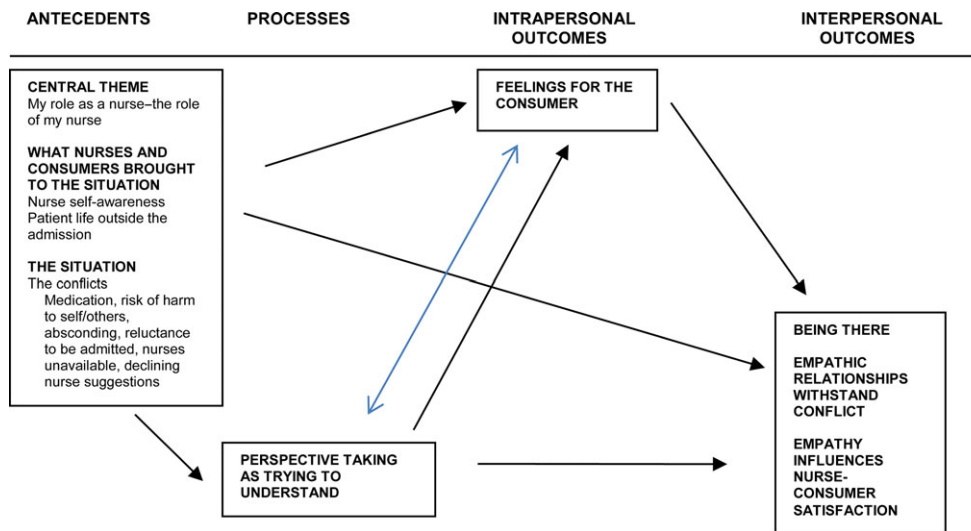 ANTECEDENTS
PROCESSES
INTRAPERSONAL
OUTCOMES
INTERPERSONAL
OUTCOMES
CENTRAL THEME
My role as a nurse–the role
of my nurse
WHAT NURSES AND
CONSUMERS BROUGHT
TO THE SITUATION
Nurse self-awareness
Patient life outside the
admission
THE SITUATION
The conflicts
Medication, risk of harm
to self/others,
absconding, reluctance
to be admitted, nurses
unavailable, declining
nurse suggestions
FEELINGS FOR THE
CONSUMER
PERSPECTIVE TAKING
AS TRYING TO
UNDERSTAND
BEING THERE
EMPATHIC
RELATIONSHIPS
WITHSTAND
CONFLICT
EMPATHY
INFLUENCES
NURSE-
CONSUMER
SATISFACTION